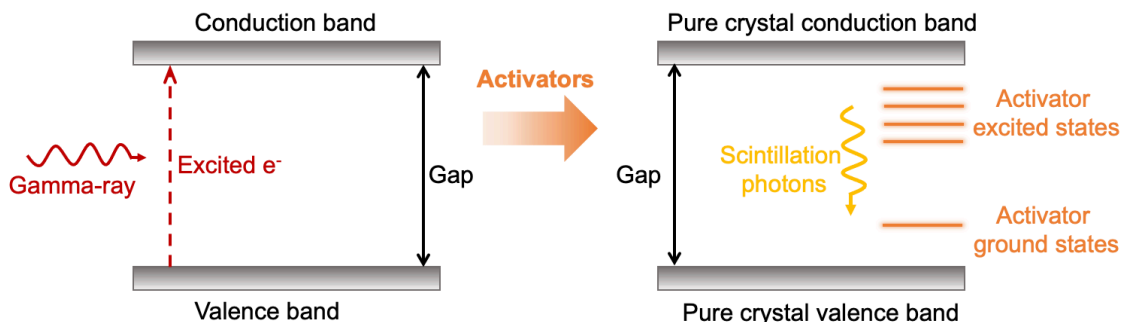 Conduction band
Gamma-ray
Excited e-
Gap
Valence band
Activators
Pure crystal conduction band
Gap
Scintillation
photons
Activator
excited states
Activator
ground states
Pure crystal valence band